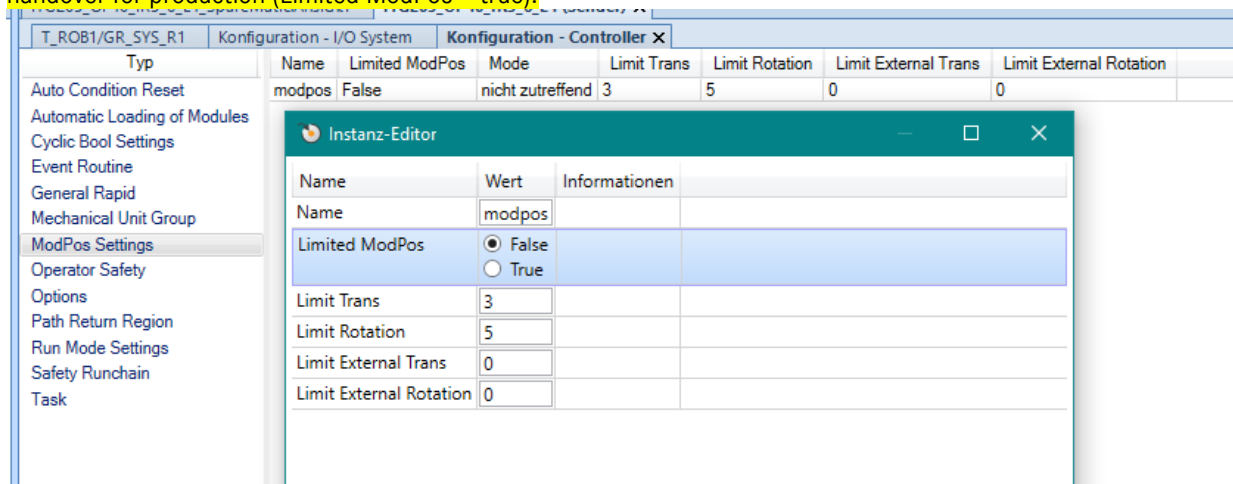 handover for production (Limited ModPos = true).
T_ROB1/GR_SYS_R1 Konfiguration - I/O System Konfiguration - Controller X
Typ Name Limited ModPos Mode Limit Trans Limit Rotation Limit External Trans Limit External Rotation
Auto Condition Reset modpos False nicht zutreffend 3 5 0 0
Automatic Loading of Modules
Cyclic Bool Settings
Event Routine
General Rapid
Mechanical Unit Group
ModPos Settings
Operator Safety
Options
Path Return Region
Run Mode Settings
Safety Runchain
Task
Instanz-Editor
Name Wert Informationen
Name modpos
Limited ModPos False
True
Limit Trans 3
Limit Rotation 5
Limit External Trans 0
Limit External Rotation 0